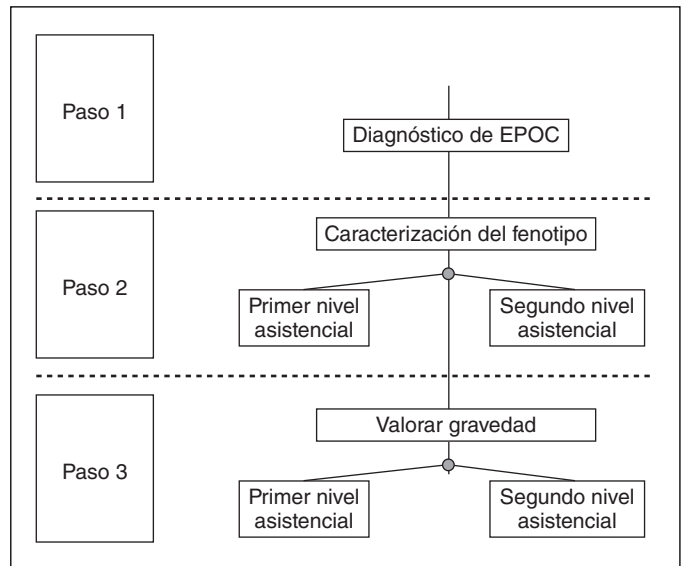 Paso 1
Diagnóstico de EPOC
Caracterización del fenotipo
Paso 2
Primer nivel
asistencial
Segundo nivel
asistencial
Valorar gravedad
Paso 3
Primer nivel
asistencial
Segundo nivel
asistencial